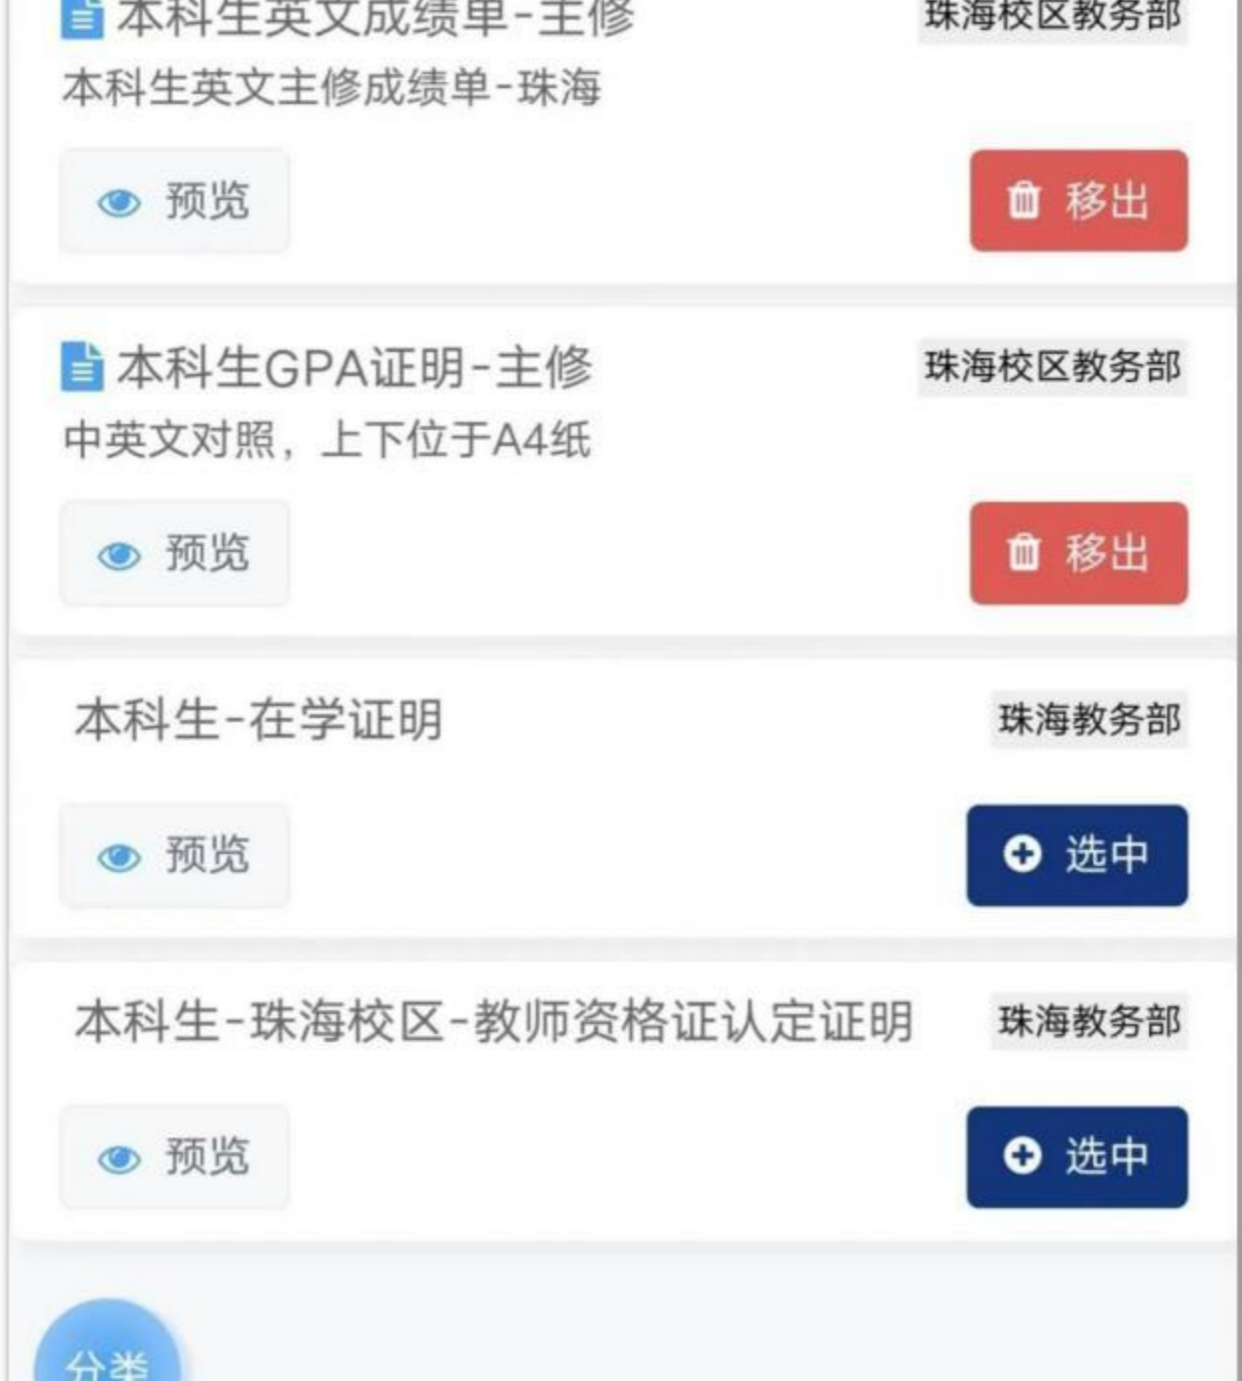 本科生英文成绩单-主修 珠海校区教务部
本科生英文主修成绩单-珠海
预览 移出
本科生GPA证明-主修 珠海校区教务部
中英文对照，上下位于A4纸
预览 移出
本科生-在学证明 珠海教务部
预览 选中
本科生-珠海校区-教师资格证认定证明 珠海教务部
预览 选中
分类